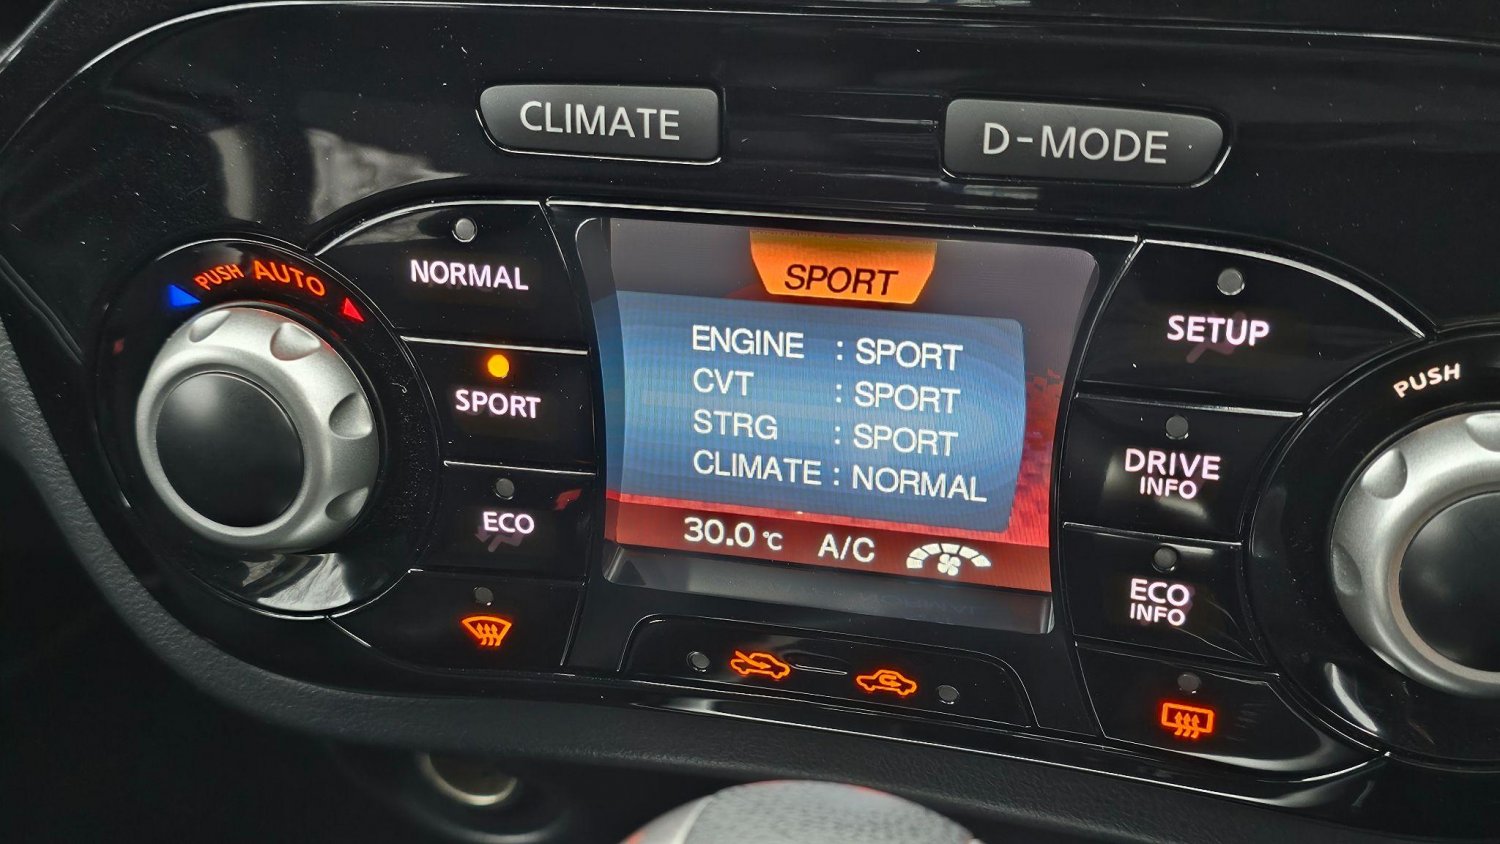 CLIMATE
D-MODE
PUSH AUTO
NORMAL
SPORT
ECO
SPORT
ENGINE : SPORT
CVT : SPORT
STRG : SPORT
CLIMATE : NORMAL
30.0 °C A/C
SETUP
DRIVE
INFO
ECO
INFO
PUSH